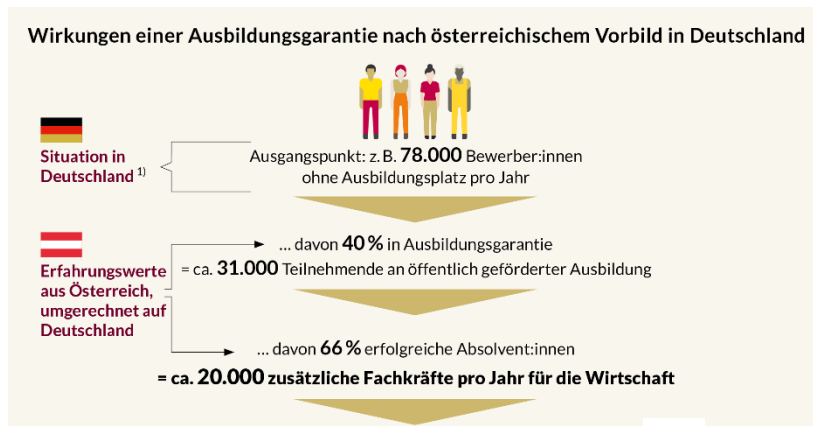 Wirkungen einer Ausbildungsgarantie nach österreichischem Vorbild in Deutschland
Situation in
Deutschland 1)
Ausgangspunkt: z. B. 78.000 Bewerber:innen
ohne Ausbildungsplatz pro Jahr
Erfahrungswerte
aus Österreich,
umgerechnet auf
Deutschland
... davon 40 % in Ausbildungsgarantie
= ca. 31.000 Teilnehmende an öffentlich geförderter Ausbildung
... davon 66 % erfolgreiche Absolvent:innen
= ca. 20.000 zusätzliche Fachkräfte pro Jahr für die Wirtschaft